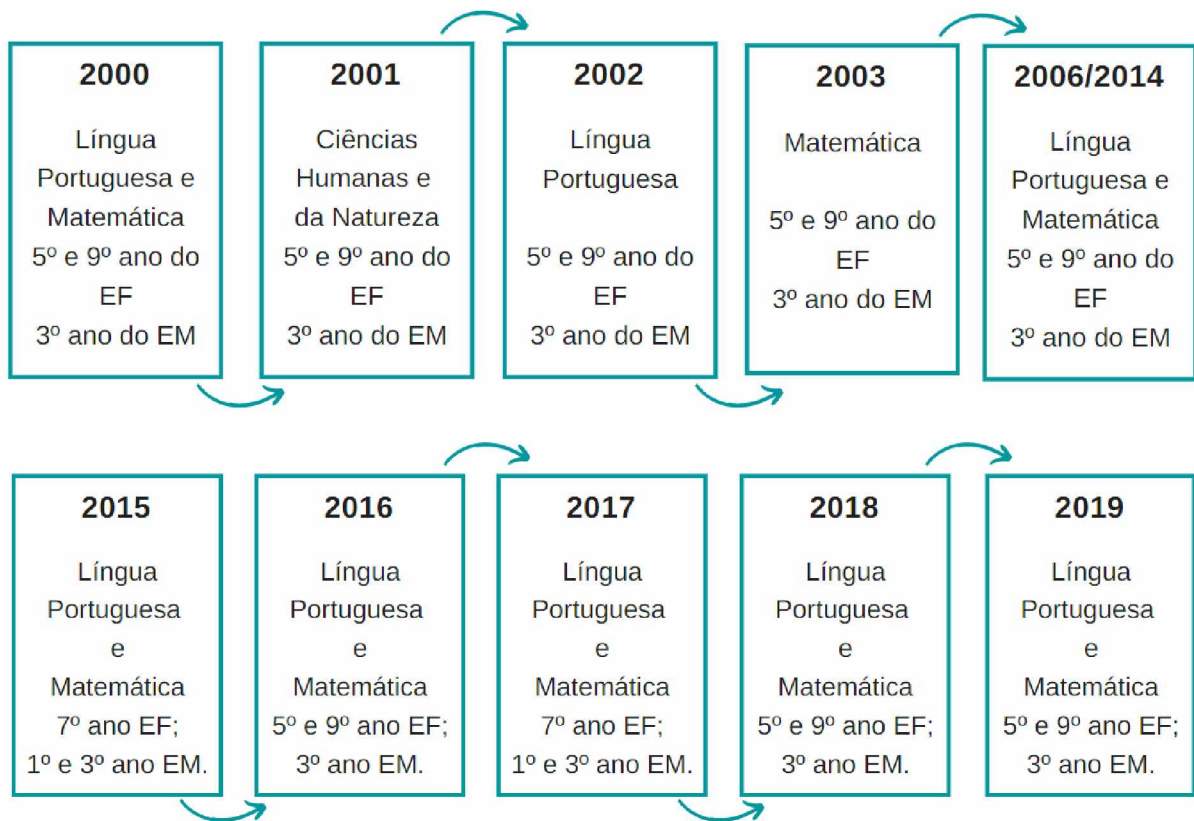 2000
Língua
Portuguesa e
Matemática
5º e 9º ano do
EF
3º ano do EM
2001
Ciências
Humanas e
da Natureza
5º e 9º ano do
EF
3º ano do EM
2002
Língua
Portuguesa
5º e 9º ano do
EF
3º ano do EM
2003
Matemática
5º e 9º ano do
EF
3º ano do EM
2006/2014
Língua
Portuguesa e
Matemática
5º e 9º ano do
EF
3º ano do EM
2015
Língua
Portuguesa
e
Matemática
7º ano EF;
1º e 3º ano EM.
2016
Língua
Portuguesa
e
Matemática
5º e 9º ano EF;
3º ano EM.
2017
Língua
Portuguesa
e
Matemática
7º ano EF;
1º e 3º ano EM.
2018
Língua
Portuguesa
e
Matemática
5º e 9º ano EF;
3º ano EM.
2019
Língua
Portuguesa
e
Matemática
5º e 9º ano EF;
3º ano EM.